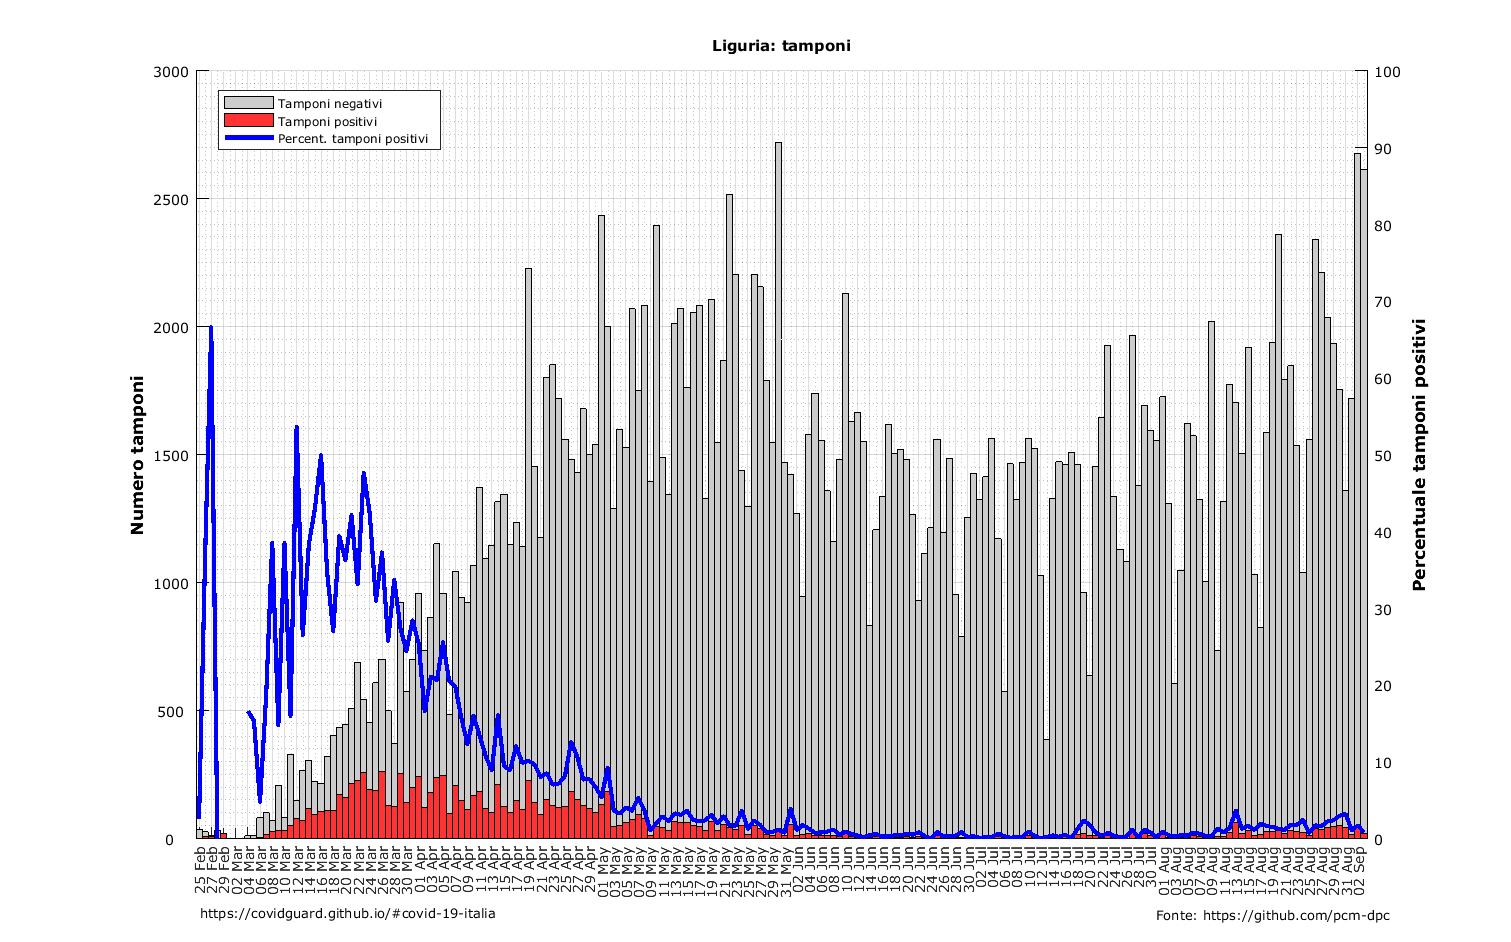 Liguria: tamponi
3000
2500
2000
1500
1000
500
0
Numero tamponi
Tamponi negativi
Tamponi positivi
Percent. tamponi positivi
100
90
80
70
60
50
40
30
20
10
0
Percentuale tamponi positivi
25 Feb
27 Feb
29 Feb
02 Mar
04 Mar
06 Mar
08 Mar
10 Mar
12 Mar
14 Mar
16 Mar
18 Mar
20 Mar
22 Mar
24 Mar
26 Mar
28 Mar
30 Mar
01 Apr
03 Apr
05 Apr
07 Apr
09 Apr
11 Apr
13 Apr
15 Apr
17 Apr
19 Apr
21 Apr
23 Apr
25 Apr
27 Apr
29 Apr
01 May
03 May
05 May
07 May
09 May
11 May
13 May
15 May
17 May
19 May
21 May
23 May
25 May
27 May
29 May
31 May
02 Jun
04 Jun
06 Jun
08 Jun
10 Jun
12 Jun
14 Jun
16 Jun
18 Jun
20 Jun
22 Jun
24 Jun
26 Jun
28 Jun
30 Jun
02 Jul
04 Jul
06 Jul
08 Jul
10 Jul
12 Jul
14 Jul
16 Jul
18 Jul
20 Jul
22 Jul
24 Jul
26 Jul
28 Jul
30 Jul
01 Aug
03 Aug
05 Aug
07 Aug
09 Aug
11 Aug
13 Aug
15 Aug
17 Aug
19 Aug
21 Aug
23 Aug
25 Aug
27 Aug
29 Aug
31 Aug
02 Sep
https://covidguard.github.io/#covid-19-italia
Fonte: https://github.com/pcm-dpc